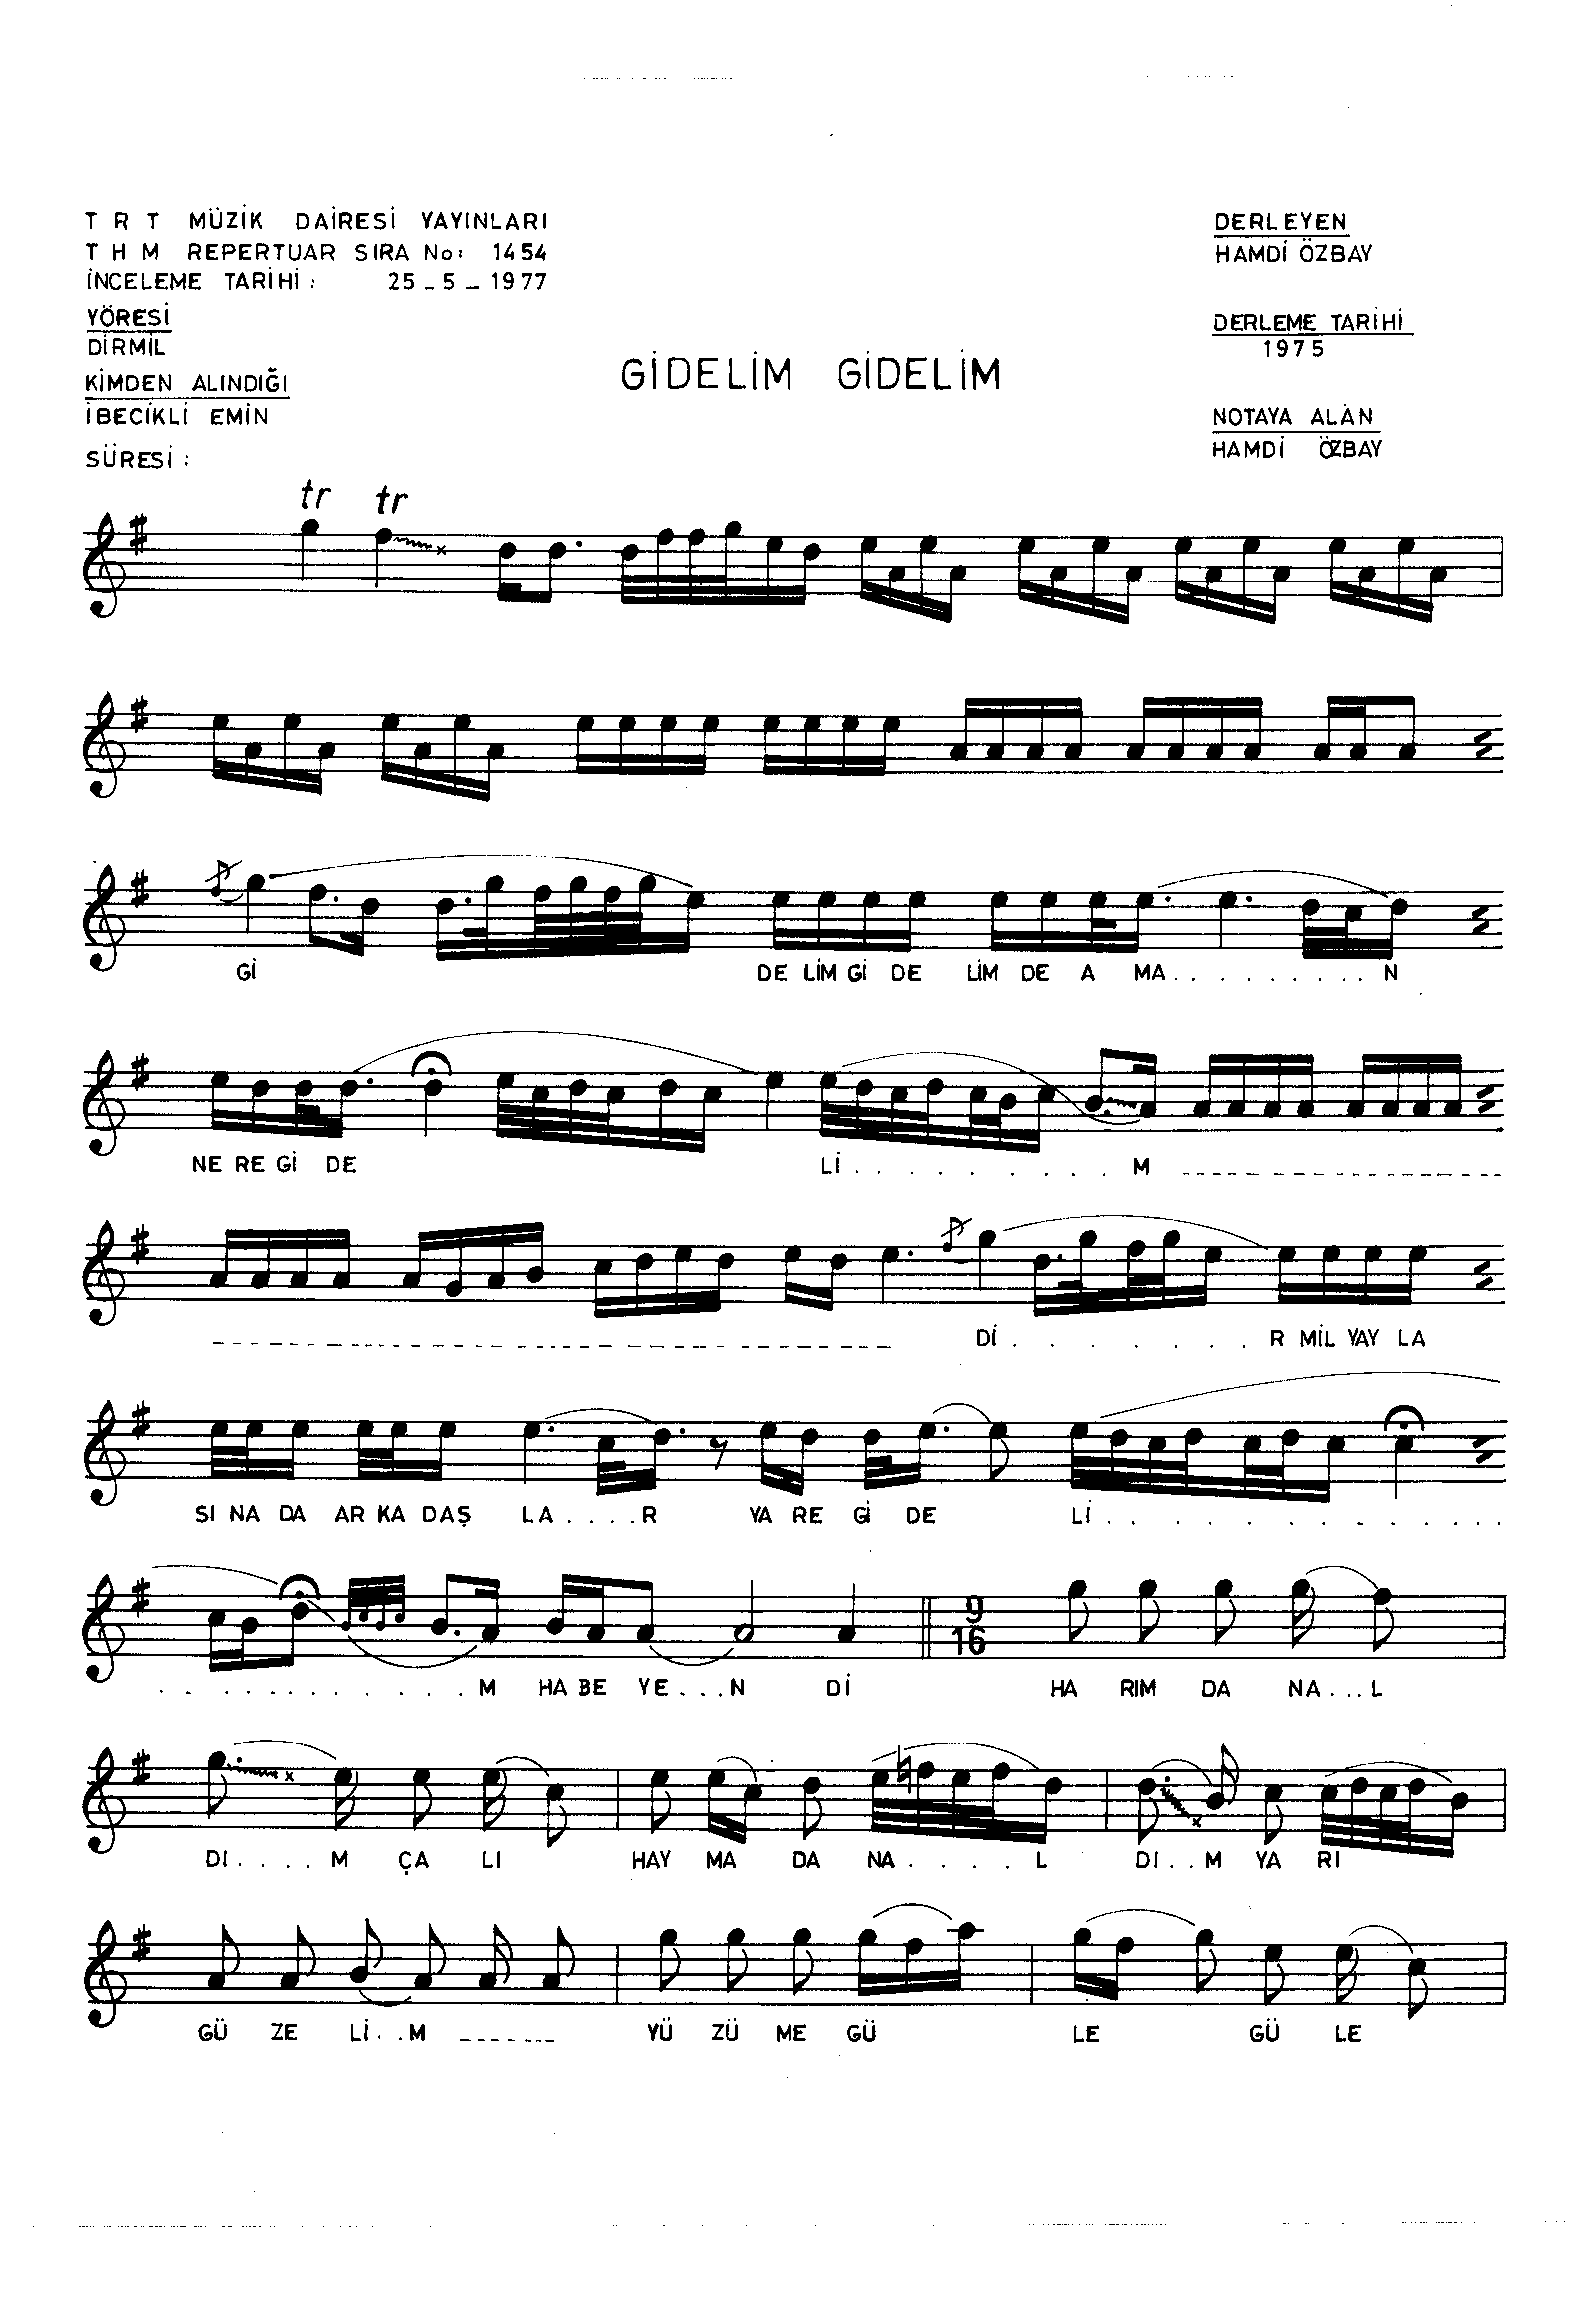 T R T MÜZİK DAİRESİ YAYINLARI
T H M REPERTUAR SIRA No: 1454
İNCELEME TARİHİ: 25_5_1977
YÖRESİ
DİRMİL
KİMDEN ALINDIĞI
İBECİKLİ EMİN
SÜRESİ:
GİDELİM GİDELİM
DERLEYEN
HAMDİ ÖZBAY
DERLEME TARİHİ
1975
NOTAYA ALAN
HAMDİ ÖZBAY
tr tr
Gİ DE LİM Gİ DE LİM DE A MA......... N
NE RE Gİ DE Lİ......... M
Dİ....... R MİL YAY LA
SI NA DA AR KA DAŞ LA....R YA RE Gİ DE Lİ............
............M HA BE YE...N Dİ 9 16 HA RIM DA NA...L
DI....M ÇA LI HAY MA DA NA....L DI..M YA RI
GÜ ZE Lİ..M YÜ ZÜ ME GÜ LE GÜ LE